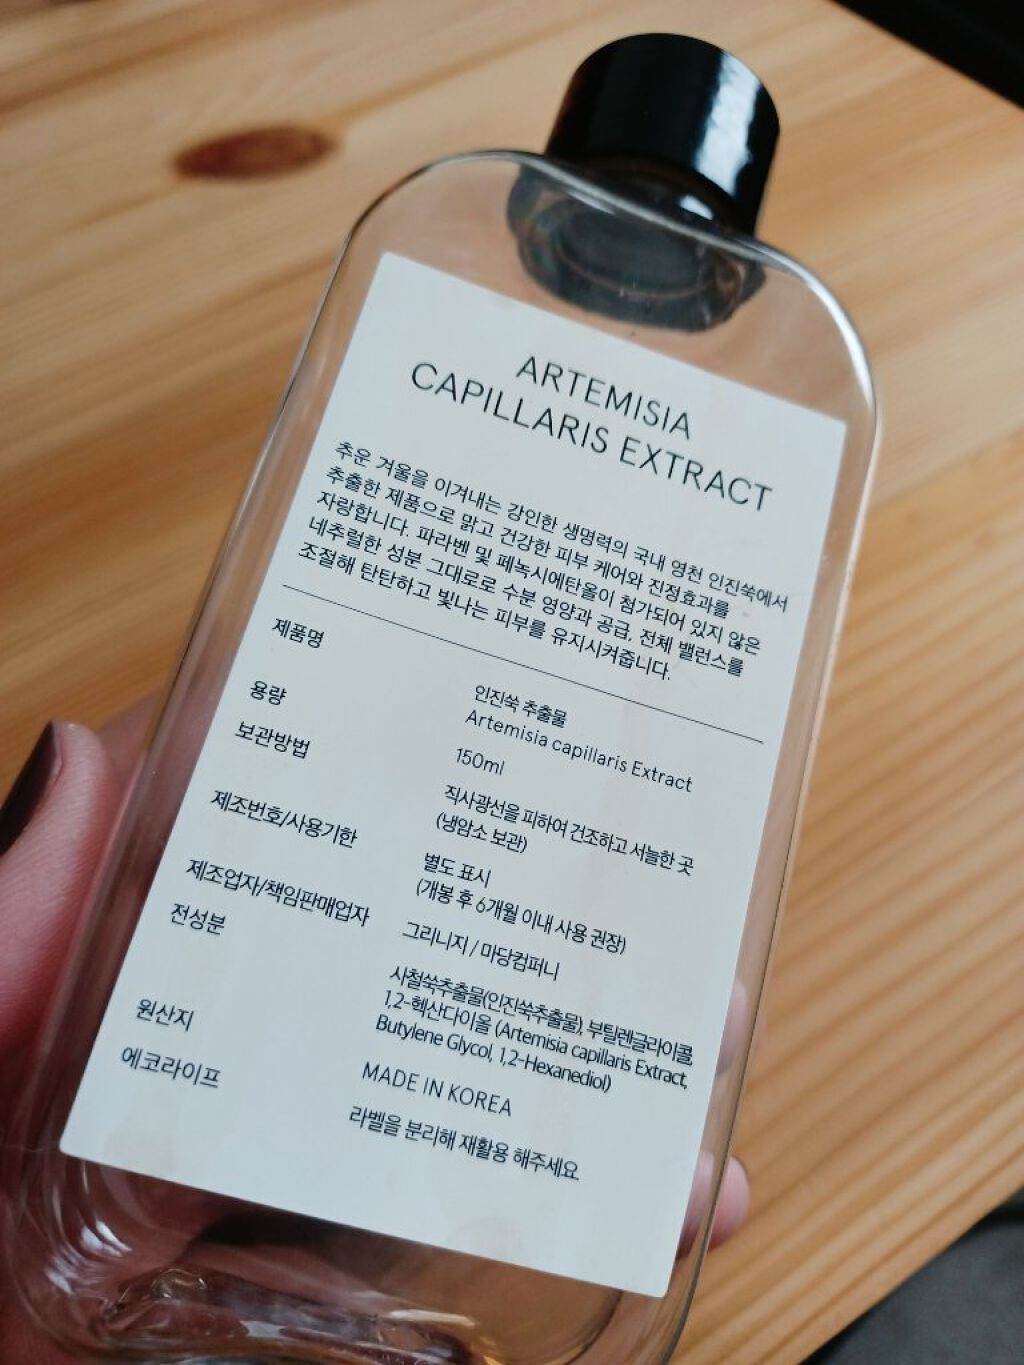 ARTEMISIA
CAPILLARIS EXTRACT
추운 겨울을 이겨내는 강인한 생명력의 국내 영천 인진쑥에서
추출한 제품으로 맑고 건강한 피부 케어와 진정효과를
자랑합니다. 파라벤 및 페녹시에탄올이 첨가되어 있지 않은
네추럴한 성분 그대로로 수분 영양과 공급, 전체 밸런스를
조절해 탄탄하고 빛나는 피부를 유지시켜줍니다.
제품명
인진쑥 추출물
Artemisia capillaris Extract
용량
150ml
보관방법
직사광선을 피하여 건조하고 서늘한 곳
(냉암소 보관)
제조번호/사용기한
별도 표시
(개봉 후 6개월 이내 사용 권장)
제조업자/책임판매업자
그리니지 / 마당컴퍼니
전성분
사철쑥추출물(인진쑥추출물), 부틸렌글라이콜,
1,2-헥산다이올 (Artemisia capillaris Extract,
Butylene Glycol, 1,2-Hexanediol)
원산지
MADE IN KOREA
에코라이프
라벨을 분리해 재활용 해주세요.